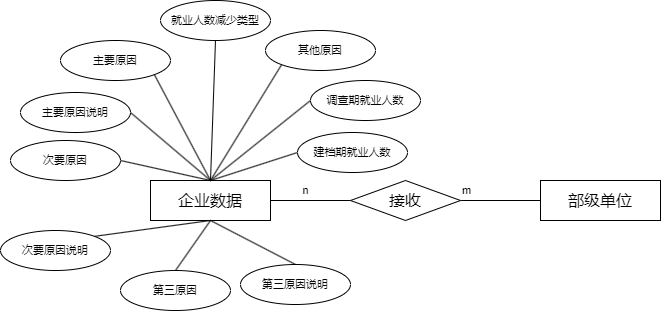 就业人数减少类型
其他原因
主要原因
调查期就业人数
主要原因说明
建档期就业人数
次要原因
企业数据
n
接收
m
部级单位
次要原因说明
第三原因
第三原因说明